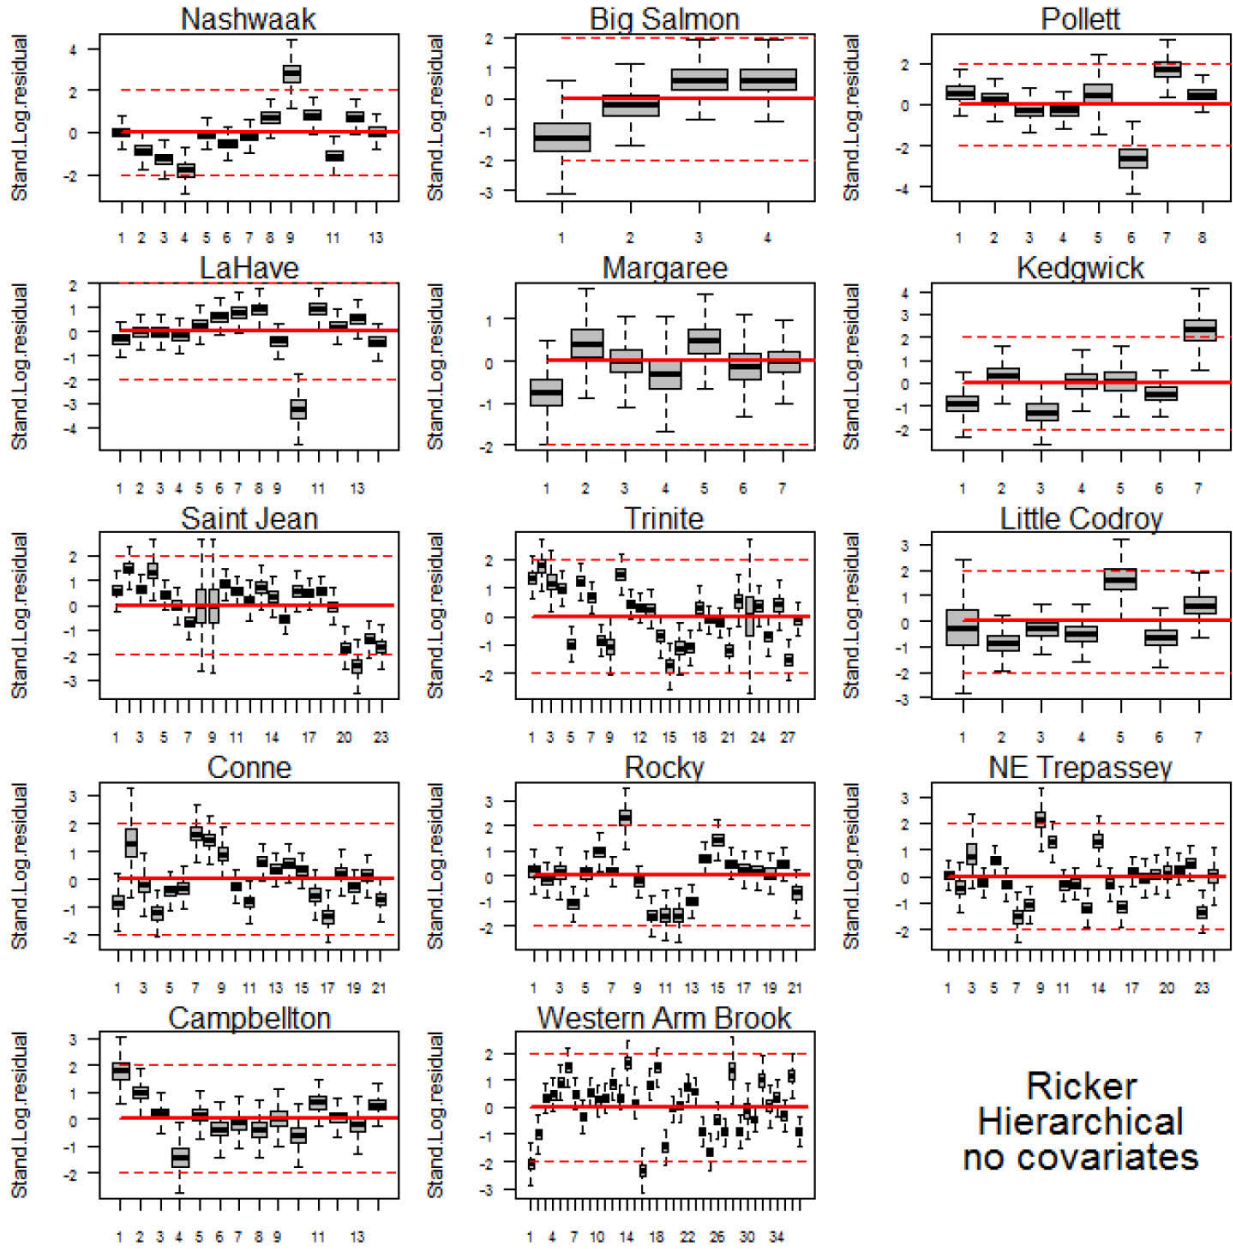 Nashwaak
Stand.Log.residual
4
2
0
-2
1 2 3 4 5 6 7 8 9 11 13
Big Salmon
Stand.Log.residual
2
1
0
-1
-2
-3
1 2 3 4
Pollett
Stand.Log.residual
2
0
-2
-4
1 2 3 4 5 6 7 8
LaHave
Stand.Log.residual
2
1
0
-1
-2
-3
-4
1 2 3 4 5 6 7 8 9 11 13
Margaree
Stand.Log.residual
1
0
-1
-2
1 2 3 4 5 6 7
Kedgwick
Stand.Log.residual
4
3
2
1
0
-1
-2
1 2 3 4 5 6 7
Saint Jean
Stand.Log.residual
2
1
0
-1
-2
-3
1 3 5 7 9 11 14 17 20 23
Trinite
Stand.Log.residual
2
1
0
-1
-2
1 3 5 7 9 12 15 18 21 24 27
Little Codroy
Stand.Log.residual
3
2
1
0
-1
-2
-3
1 2 3 4 5 6 7
Conne
Stand.Log.residual
3
2
1
0
-1
-2
1 3 5 7 9 11 13 15 17 19 21
Rocky
Stand.Log.residual
3
2
1
0
-1
-2
1 3 5 7 9 11 13 15 17 19 21
NE Trepassey
Stand.Log.residual
3
2
1
0
-1
-2
1 3 5 7 9 11 14 17 20 23
Campbellton
Stand.Log.residual
3
2
1
0
-1
-2
1 2 3 4 5 6 7 8 9 11 13
Western Arm Brook
Stand.Log.residual
2
1
0
-1
-2
-3
1 4 7 10 14 18 22 26 30 34
Ricker
Hierarchical
no covariates